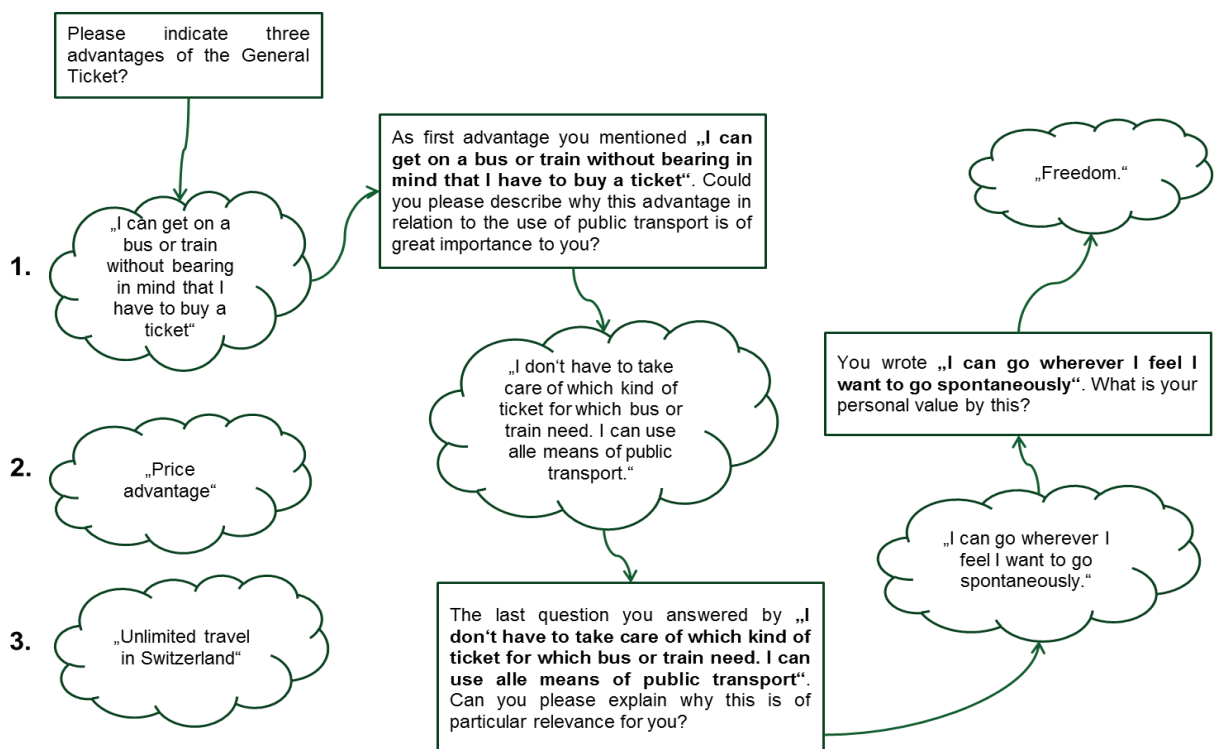 Please indicate three
advantages of the General
Ticket?
1.
„I can get on a
bus or train
without bearing
in mind that I
have to buy a
ticket“
2.
„Price
advantage“
3.
„Unlimited travel
in Switzerland“
As first advantage you mentioned „I can
get on a bus or train without bearing in
mind that I have to buy a ticket“. Could
you please describe why this advantage in
relation to the use of public transport is of
great importance to you?
„I don‘t have to take
care of which kind of
ticket for which bus or
train need. I can use
alle means of public
transport.“
The last question you answered by „I
don‘t have to take care of which kind of
ticket for which bus or train need. I can
use alle means of public transport“.
Can you please explain why this is of
particular relevance for you?
„I can go wherever I
feel I want to go
spontaneously.“
You wrote „I can go wherever I feel I
want to go spontaneously“. What is your
personal value by this?
„Freedom.“